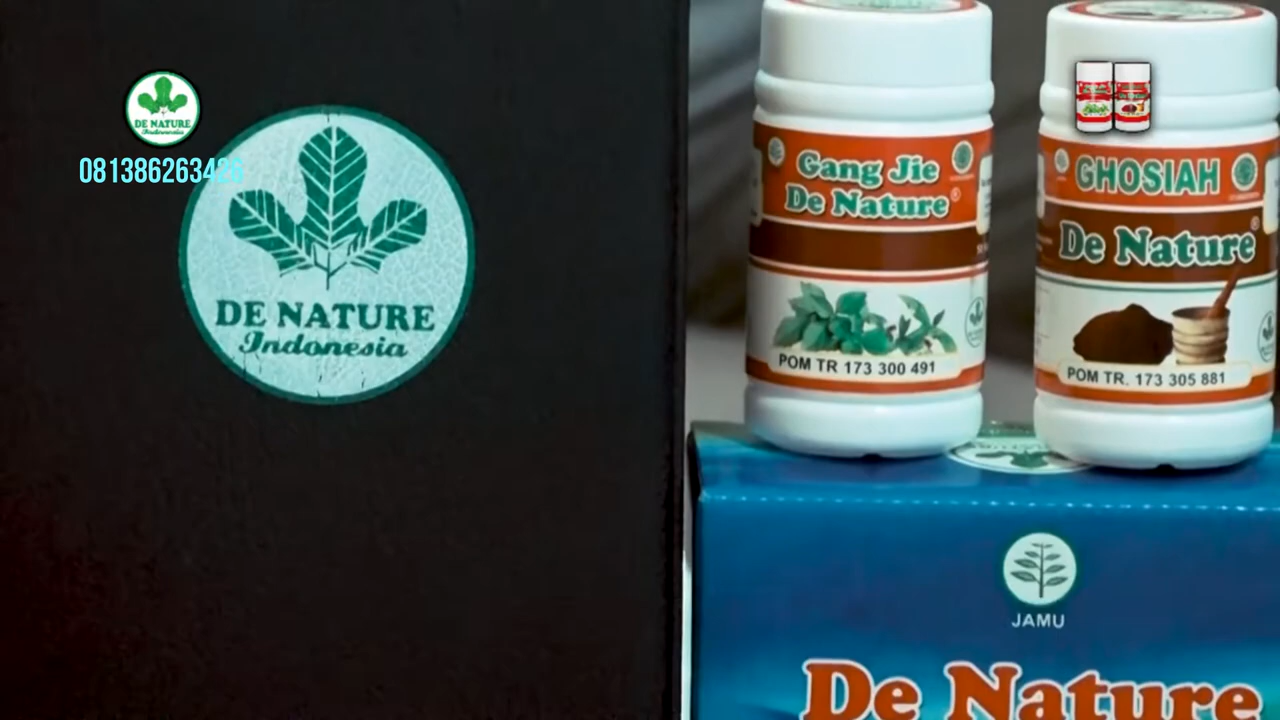 DE NATURE
Indonesia
081386263426
DE NATURE
Indonesia
Gang Jie
De Nature®
POM TR 173 300 491
GHOSIAH
De Nature®
POM TR. 173 305 881
JAMU
De Nature